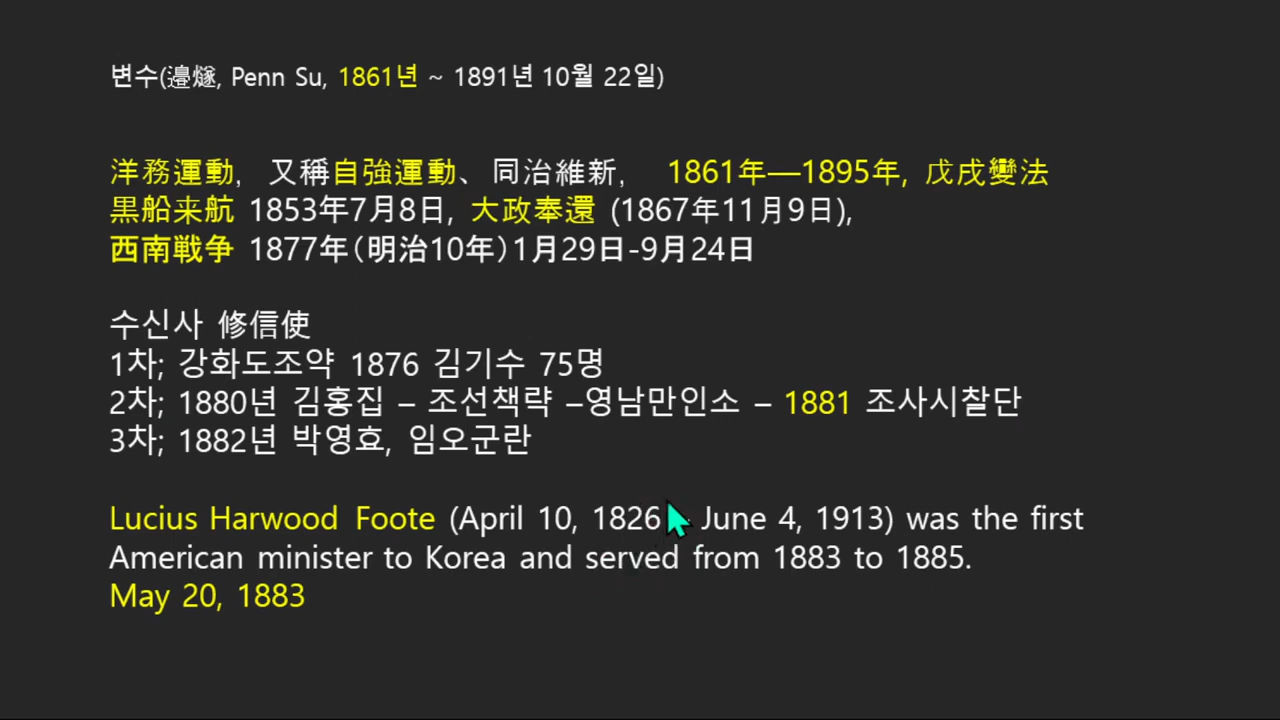 변수(邉燧, Penn Su, 1861년 ~ 1891년 10월 22일)
洋務運動, 又稱自強運動、同治維新, 1861年—1895年, 戊戌變法
黒船来航 1853年7月8日, 大政奉還 (1867年11月9日),
西南戦争 1877年(明治10年)1月29日-9月24日
수신사 修信使
1차; 강화도조약 1876 김기수 75명
2차; 1880년 김홍집 – 조선책략 –영남만인소 – 1881 조사시찰단
3차; 1882년 박영효, 임오군란
Lucius Harwood Foote (April 10, 1826 June 4, 1913) was the first
American minister to Korea and served from 1883 to 1885.
May 20, 1883